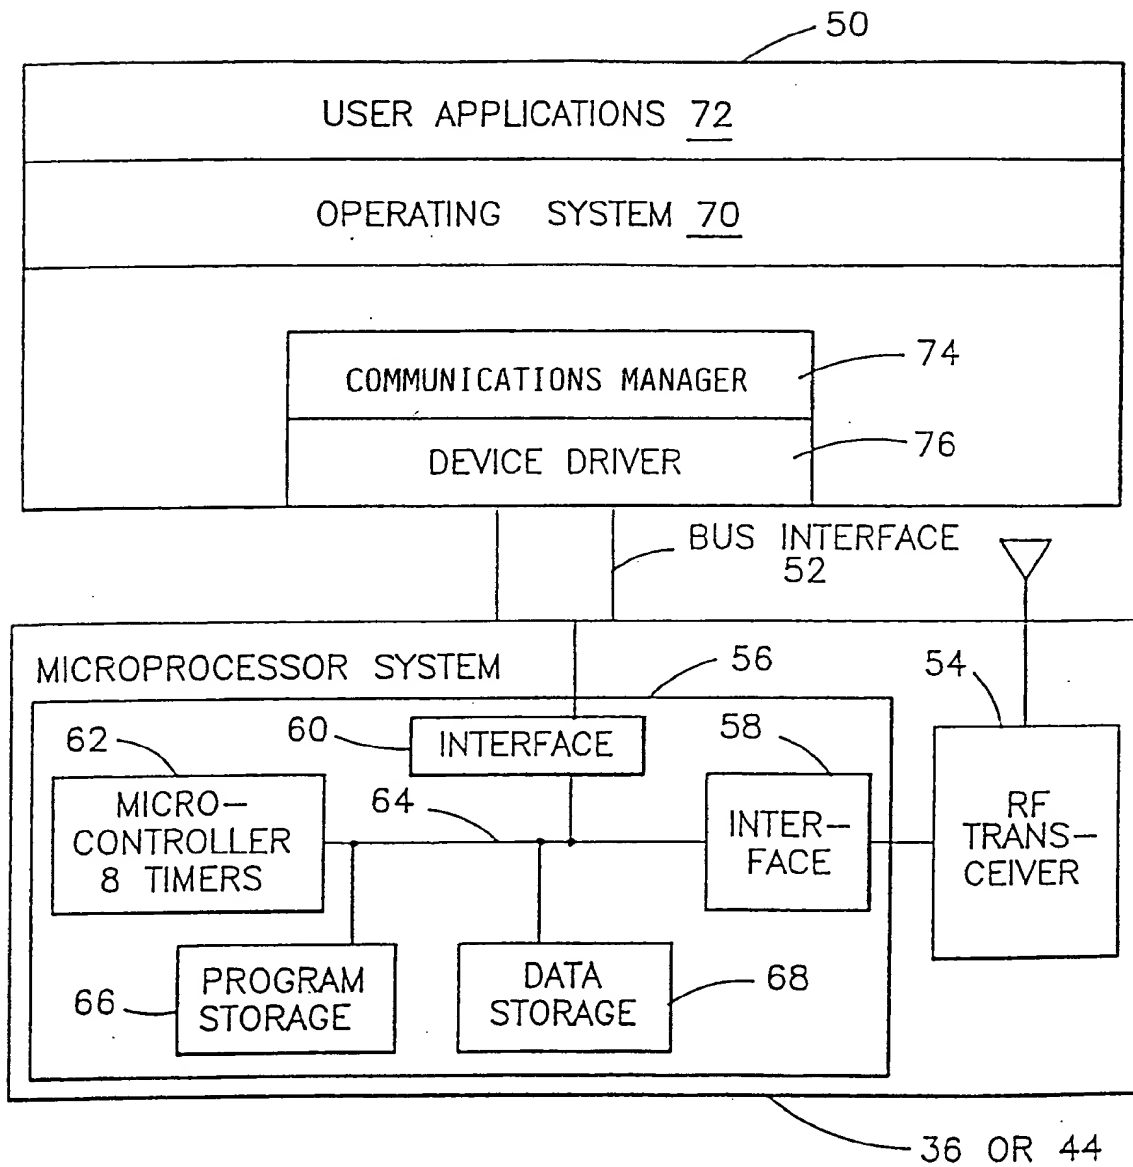 50
USER APPLICATIONS 72
OPERATING SYSTEM 70
74
COMMUNICATIONS MANAGER
76
DEVICE DRIVER
BUS INTERFACE
52
MICROPROCESSOR SYSTEM
56
54
62
60
INTERFACE
58
MICRO-
CONTROLLER
8 TIMERS
64
INTER-
FACE
RF
TRANS-
CEIVER
66
PROGRAM
STORAGE
DATA
STORAGE
68
36 OR 44